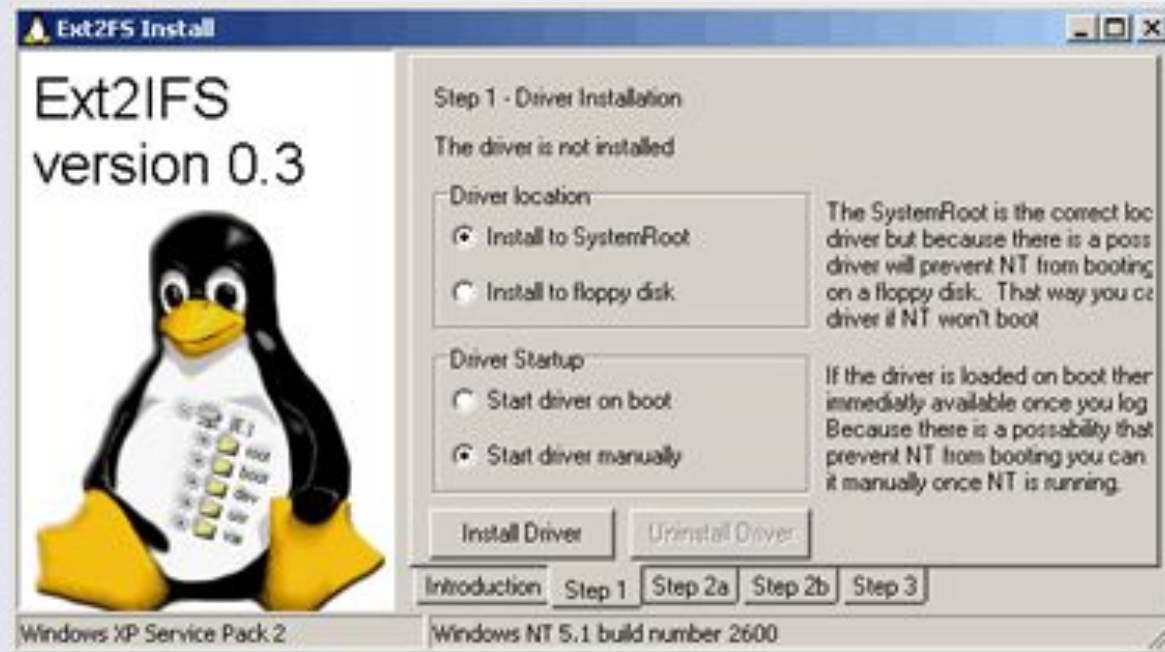 Ext2FS Install
Ext2IFS
version 0.3
Step 1 - Driver Installation
The driver is not installed
Driver location
Install to SystemRoot
Install to floppy disk
The SystemRoot is the correct loc
driver but because there is a poss
driver will prevent NT from booting
on a floppy disk. That way you ca
driver if NT won't boot
Driver Startup
Start driver on boot
Start driver manually
If the driver is loaded on boot then
immediatly available once you log
Because there is a possability that
prevent NT from booting you can
it manually once NT is running.
root
boot
dev
var
Install Driver
Uninstall Driver
Introduction
Step 1
Step 2a
Step 2b
Step 3
Windows XP Service Pack 2
Windows NT 5.1 build number 2600